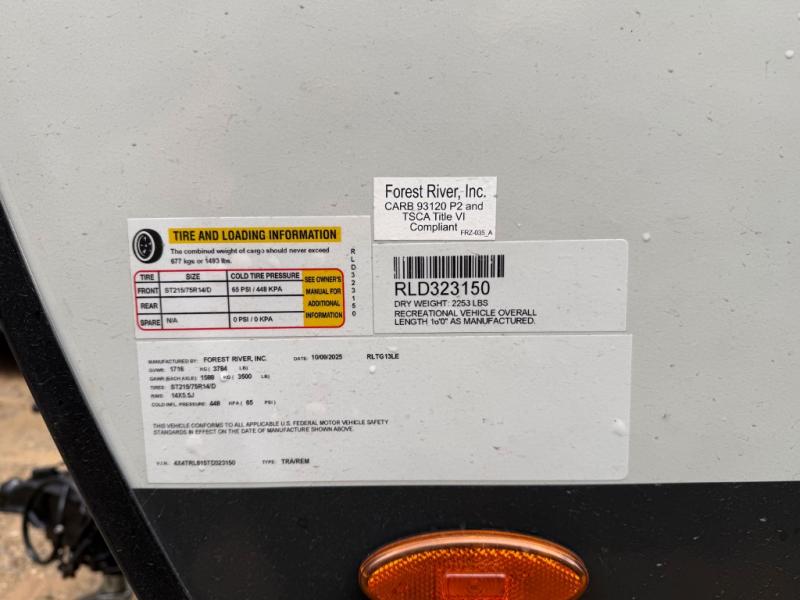 Forest River, Inc.
CARB 93120 P2 and
TSCA Title VI
Compliant
FRZ-035_A
TIRE AND LOADING INFORMATION
The combined weight of cargo should never exceed
677 kgs or 1493 lbs.
TIRE SIZE COLD TIRE PRESSURE
FRONT ST215/75R14/D 65 PSI / 448 KPA
REAR
SPARE N/A 0 PSI / 0 KPA
SEE OWNER'S
MANUAL FOR
ADDITIONAL
INFORMATION
RLD323150
RLD323150
DRY WEIGHT: 2253 LBS
RECREATIONAL VEHICLE OVERALL
LENGTH "AS MANUFACTURED.
MANUFACTURED BY: FOREST RIVER, INC. DATE: 10/09/2025 RLTG13LE
GVWR: 1716 KG ( 3784 LB)
GAWR (EACH AXLE): 1588 KG ( 3500 LB)
TIRES: ST215/75R14/D
RIMS: 14X5.5J
COLD INFL. PRESSURE: 448 KPA ( 65 PSI )
THIS VEHICLE CONFORMS TO ALL APPLICABLE U.S. FEDERAL MOTOR VEHICLE SAFETY
STANDARDS IN EFFECT ON THE DATE OF MANUFACTURE SHOWN ABOVE.
V.I.N.: 4X4TRLB15TD323150 TYPE: TRA/REM